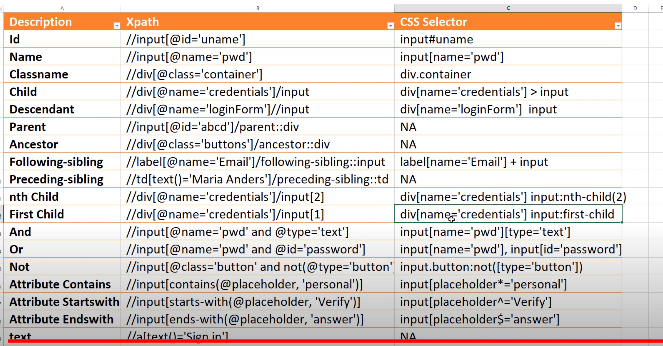 A B C D E
Description Xpath CSS Selector
Id //input[@id='uname'] input#uname
Name //input[@name='pwd'] input[name='pwd']
Classname //div[@class='container'] div.container
Child //div[@name='credentials']/input div[name='credentials'] > input
Descendant //div[@name='loginForm']//input div[name='loginForm'] input
Parent //input[@id='abcd']/parent::div NA
Ancestor //div[@class='buttons']/ancestor::div NA
Following-sibling //label[@name='Email']/following-sibling::input label[name='Email'] + input
Preceding-sibling //td[text()='Maria Anders']/preceding-sibling::td NA
nth Child //div[@name='credentials']/input[2] div[name='credentials'] input:nth-child(2)
First Child //div[@name='credentials']/input[1] div[name='credentials'] input:first-child
And //input[@name='pwd' and @type='text'] input[name='pwd'][type='text']
Or //input[@name='pwd' and @id='password'] input[name='pwd'], input[id='password']
Not //input[@class='button' and not(@type='button' input.button:not([type='button'])
Attribute Contains //input[contains(@placeholder, 'personal')] input[placeholder*='personal']
Attribute Startswith //input[starts-with(@placeholder, 'Verify')] input[placeholder^='Verify']
Attribute Endswith //input[ends-with(@placeholder, 'answer')] input[placeholder$='answer']
text //a[text()='Sign in'] NA